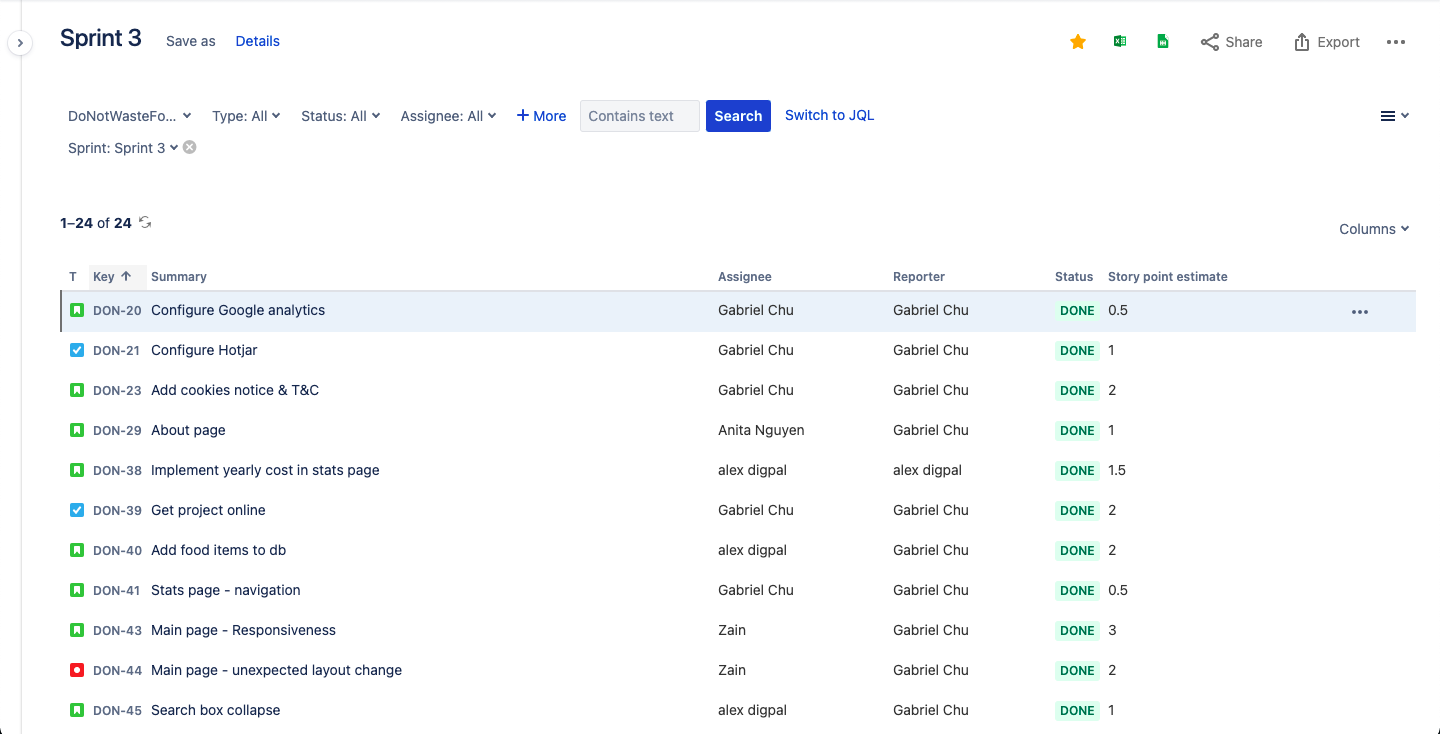 Sprint 3 Save as Details Share Export
DoNotWasteFo... Type: All Status: All Assignee: All + More Contains text Search Switch to JQL
Sprint: Sprint 3
1–24 of 24
Columns
T Key Summary Assignee Reporter Status Story point estimate
DON-20 Configure Google analytics Gabriel Chu Gabriel Chu DONE 0.5
DON-21 Configure Hotjar Gabriel Chu Gabriel Chu DONE 1
DON-23 Add cookies notice & T&C Gabriel Chu Gabriel Chu DONE 2
DON-29 About page Anita Nguyen Gabriel Chu DONE 1
DON-38 Implement yearly cost in stats page alex digpal alex digpal DONE 1.5
DON-39 Get project online Gabriel Chu Gabriel Chu DONE 2
DON-40 Add food items to db alex digpal Gabriel Chu DONE 2
DON-41 Stats page - navigation Gabriel Chu Gabriel Chu DONE 0.5
DON-43 Main page - Responsiveness Zain Gabriel Chu DONE 3
DON-44 Main page - unexpected layout change Zain Gabriel Chu DONE 2
DON-45 Search box collapse alex digpal Gabriel Chu DONE 1